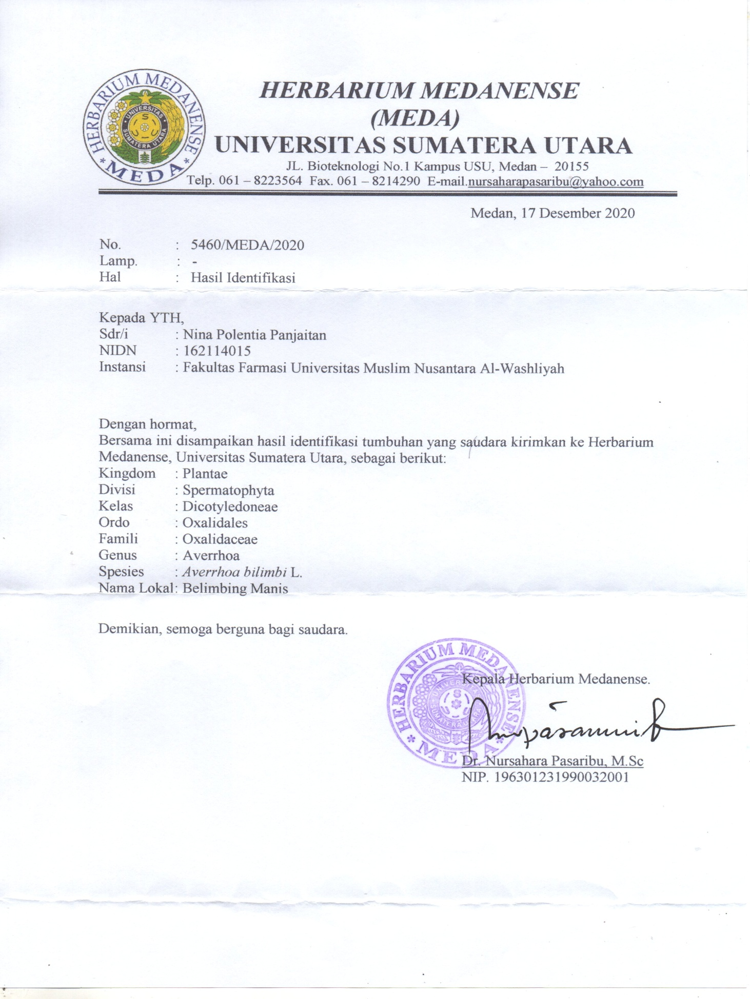 HERBARIUM MEDANENSE
MEDA
UNIVERSITAS
SUMATERA UTARA
HERBARIUM MEDANENSE
(MEDA)
UNIVERSITAS SUMATERA UTARA
JL. Bioteknologi No.1 Kampus USU, Medan – 20155
Telp. 061 – 8223564 Fax. 061 – 8214290 E-mail.nursaharapasaribu@yahoo.com
Medan, 17 Desember 2020
No. : 5460/MEDA/2020
Lamp. : -
Hal : Hasil Identifikasi
Kepada YTH,
Sdr/i : Nina Polentia Panjaitan
NIDN : 162114015
Instansi : Fakultas Farmasi Universitas Muslim Nusantara Al-Washliyah
Dengan hormat,
Bersama ini disampaikan hasil identifikasi tumbuhan yang saudara kirimkan ke Herbarium
Medanense, Universitas Sumatera Utara, sebagai berikut:
Kingdom : Plantae
Divisi : Spermatophyta
Kelas : Dicotyledoneae
Ordo : Oxalidales
Famili : Oxalidaceae
Genus : Averrhoa
Spesies : Averrhoa bilimbi L.
Nama Lokal: Belimbing Manis
Demikian, semoga berguna bagi saudara.
HERBARIUM MEDANENSE
MEDA
UNIVERSITAS
SUMATERA UTARA
Kepala Herbarium Medanense.
Dr. Nursahara Pasaribu, M.Sc
NIP. 196301231990032001